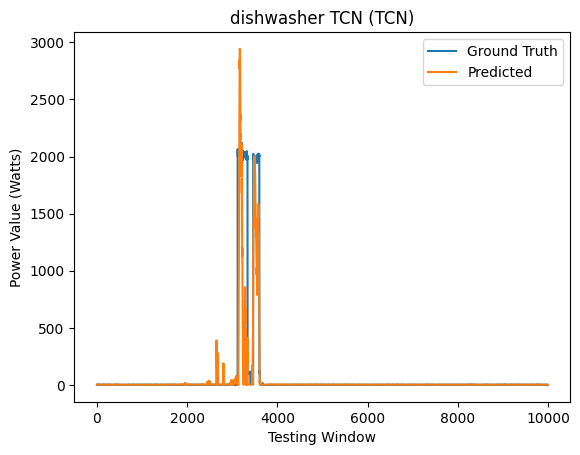 dishwasher TCN (TCN)
Ground Truth
Predicted
Power Value (Watts)
3000
2500
2000
1500
1000
500
0
0 2000 4000 6000 8000 10000
Testing Window